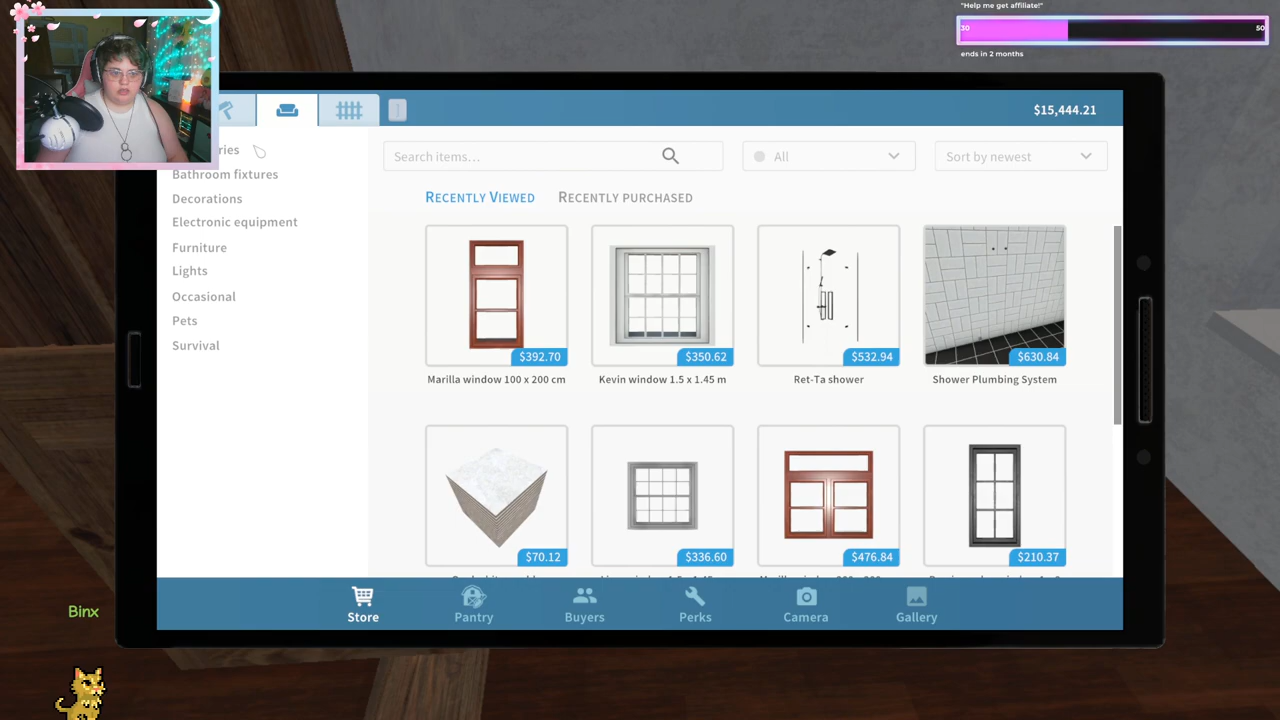 "Help me get affiliate!"
30
50
ends in 2 months
$15,444.21
ries
Bathroom fixtures
Decorations
Electronic equipment
Furniture
Lights
Occasional
Pets
Survival
Search items...
All
Sort by newest
RECENTLY VIEWED
RECENTLY PURCHASED
$392.70
$350.62
$532.94
$630.84
Marilla window 100 x 200 cm
Kevin window 1.5 x 1.45 m
Ret-Ta shower
Shower Plumbing System
$70.12
$336.60
$476.84
$210.37
Store
Pantry
Buyers
Perks
Camera
Gallery
Binx